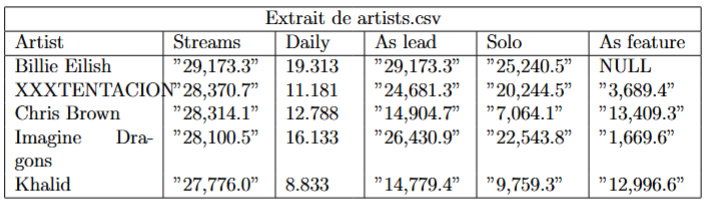 Extrait de artists.csv
Artist Streams Daily As lead Solo As feature
Billie Eilish ”29,173.3” 19.313 ”29,173.3” ”25,240.5” NULL
XXXTENTACION ”28,370.7” 11.181 ”24,681.3” ”20,244.5” ”3,689.4”
Chris Brown ”28,314.1” 12.788 ”14,904.7” ”7,064.1” ”13,409.3”
Imagine Dra- ”28,100.5” 16.133 ”26,430.9” ”22,543.8” ”1,669.6”
gons
Khalid ”27,776.0” 8.833 ”14,779.4” ”9,759.3” ”12,996.6”